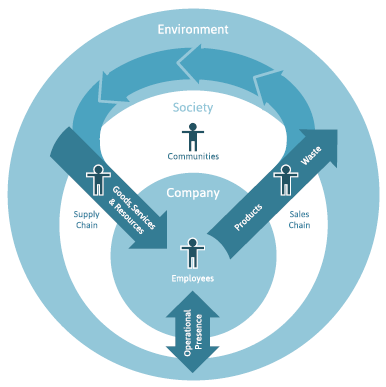 Environment
Society
Communities
Company
Supply
Chain
Goods, Services
& Resources
Products
Waste
Sales
Chain
Employees
Operational
Presence